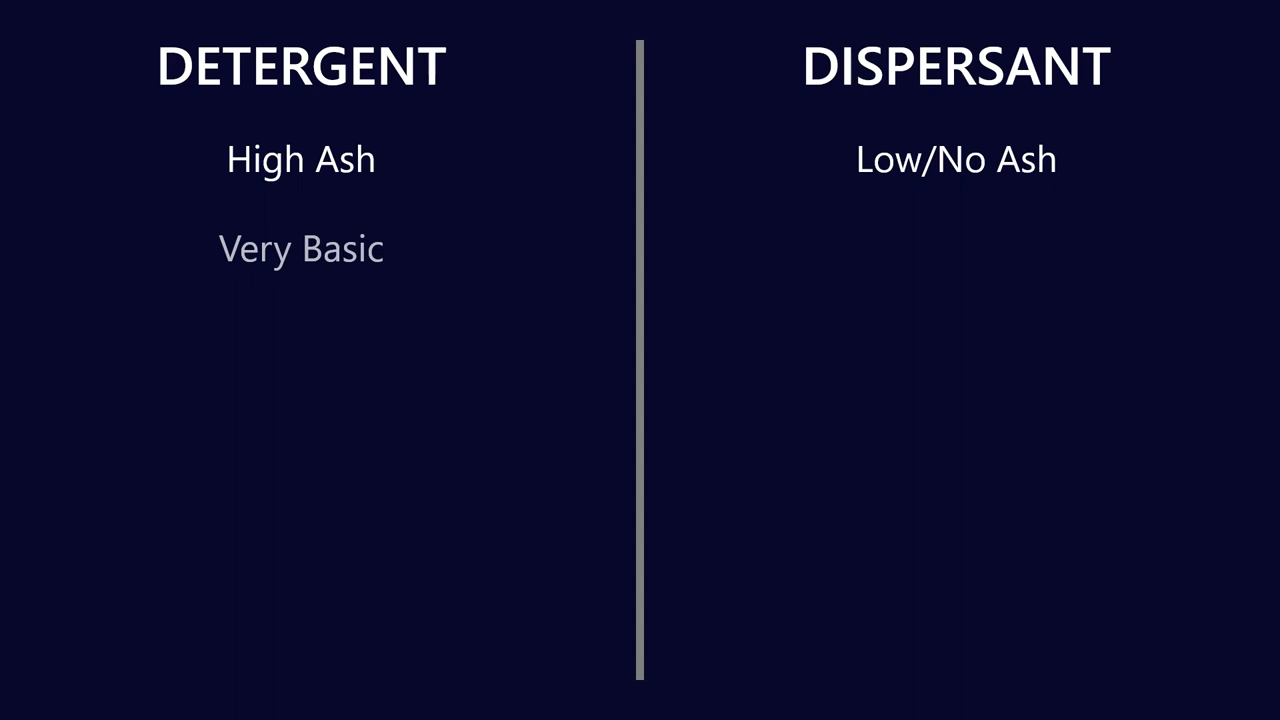 DETERGENT
High Ash
Very Basic
DISPERSANT
Low/No Ash